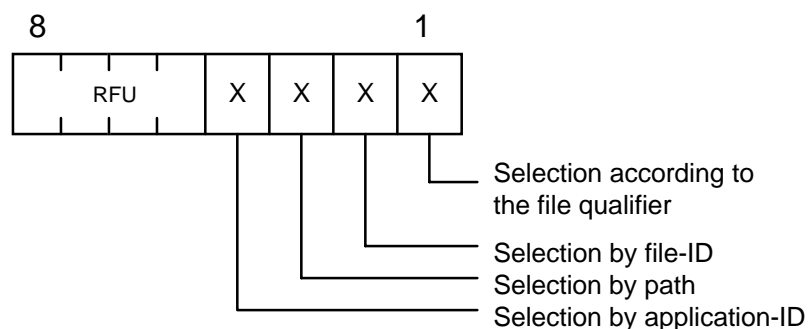 8 1
RFU X X X X
Selection according to
the file qualifier
Selection by file-ID
Selection by path
Selection by application-ID